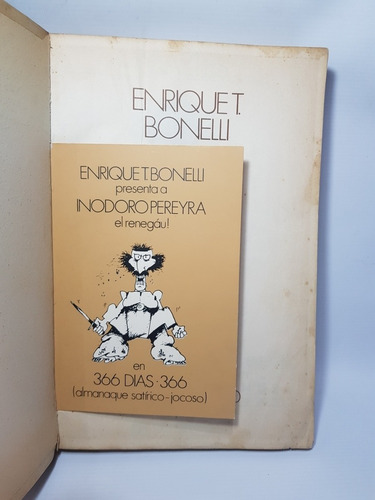 ENRIQUE T.
BONELLI
ENRIQUE T. BONELLI
presenta a
INODORO PEREYRA
el renegáu!
en
366 DIAS · 366
(almanaque satírico-jocoso)